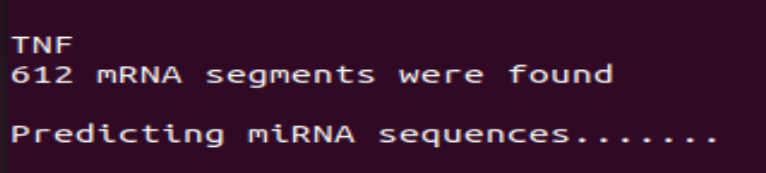 TNF
612 mRNA segments were found
Predicting miRNA sequences.......